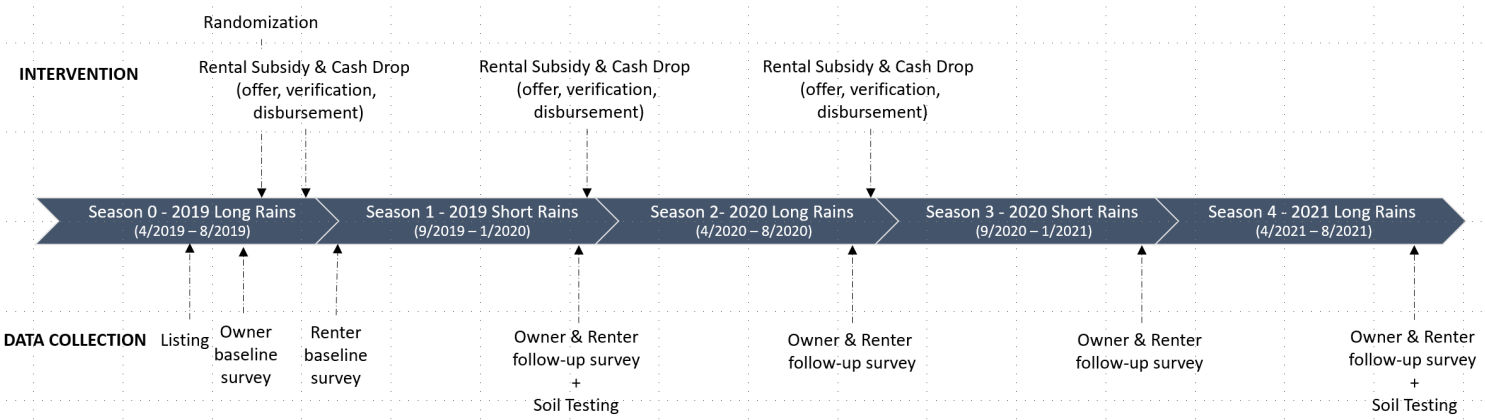 Randomization
INTERVENTION
Rental Subsidy & Cash Drop
(offer, verification,
disbursement)
Rental Subsidy & Cash Drop
(offer, verification,
disbursement)
Rental Subsidy & Cash Drop
(offer, verification,
disbursement)
Season 0 - 2019 Long Rains
(4/2019 – 8/2019)
Season 1 - 2019 Short Rains
(9/2019 – 1/2020)
Season 2- 2020 Long Rains
(4/2020 – 8/2020)
Season 3 - 2020 Short Rains
(9/2020 – 1/2021)
Season 4 - 2021 Long Rains
(4/2021 – 8/2021)
DATA COLLECTION
Listing
Owner
baseline
survey
Renter
baseline
survey
Owner & Renter
follow-up survey
+
Soil Testing
Owner & Renter
follow-up survey
Owner & Renter
follow-up survey
Owner & Renter
follow-up survey
+
Soil Testing